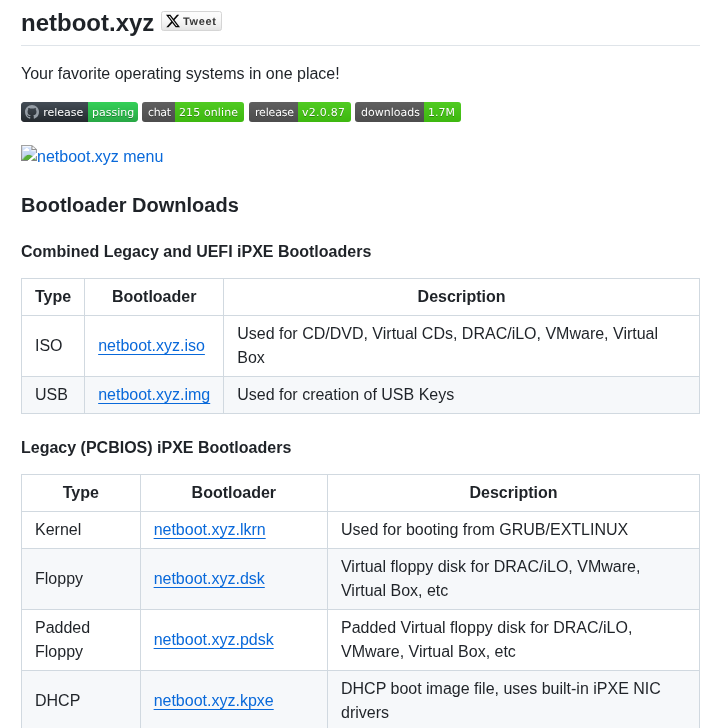 netboot.xyz Tweet
Your favorite operating systems in one place!
release passing chat 215 online release v2.0.87 downloads 1.7M
netboot.xyz menu
Bootloader Downloads
Combined Legacy and UEFI iPXE Bootloaders
Type Bootloader Description
ISO netboot.xyz.iso Used for CD/DVD, Virtual CDs, DRAC/iLO, VMware, Virtual
Box
USB netboot.xyz.img Used for creation of USB Keys
Legacy (PCBIOS) iPXE Bootloaders
Type Bootloader Description
Kernel netboot.xyz.lkrn Used for booting from GRUB/EXTLINUX
Floppy netboot.xyz.dsk Virtual floppy disk for DRAC/iLO, VMware,
Virtual Box, etc
Padded
Floppy netboot.xyz.pdsk Padded Virtual floppy disk for DRAC/iLO,
VMware, Virtual Box, etc
DHCP netboot.xyz.kpxe DHCP boot image file, uses built-in iPXE NIC
drivers